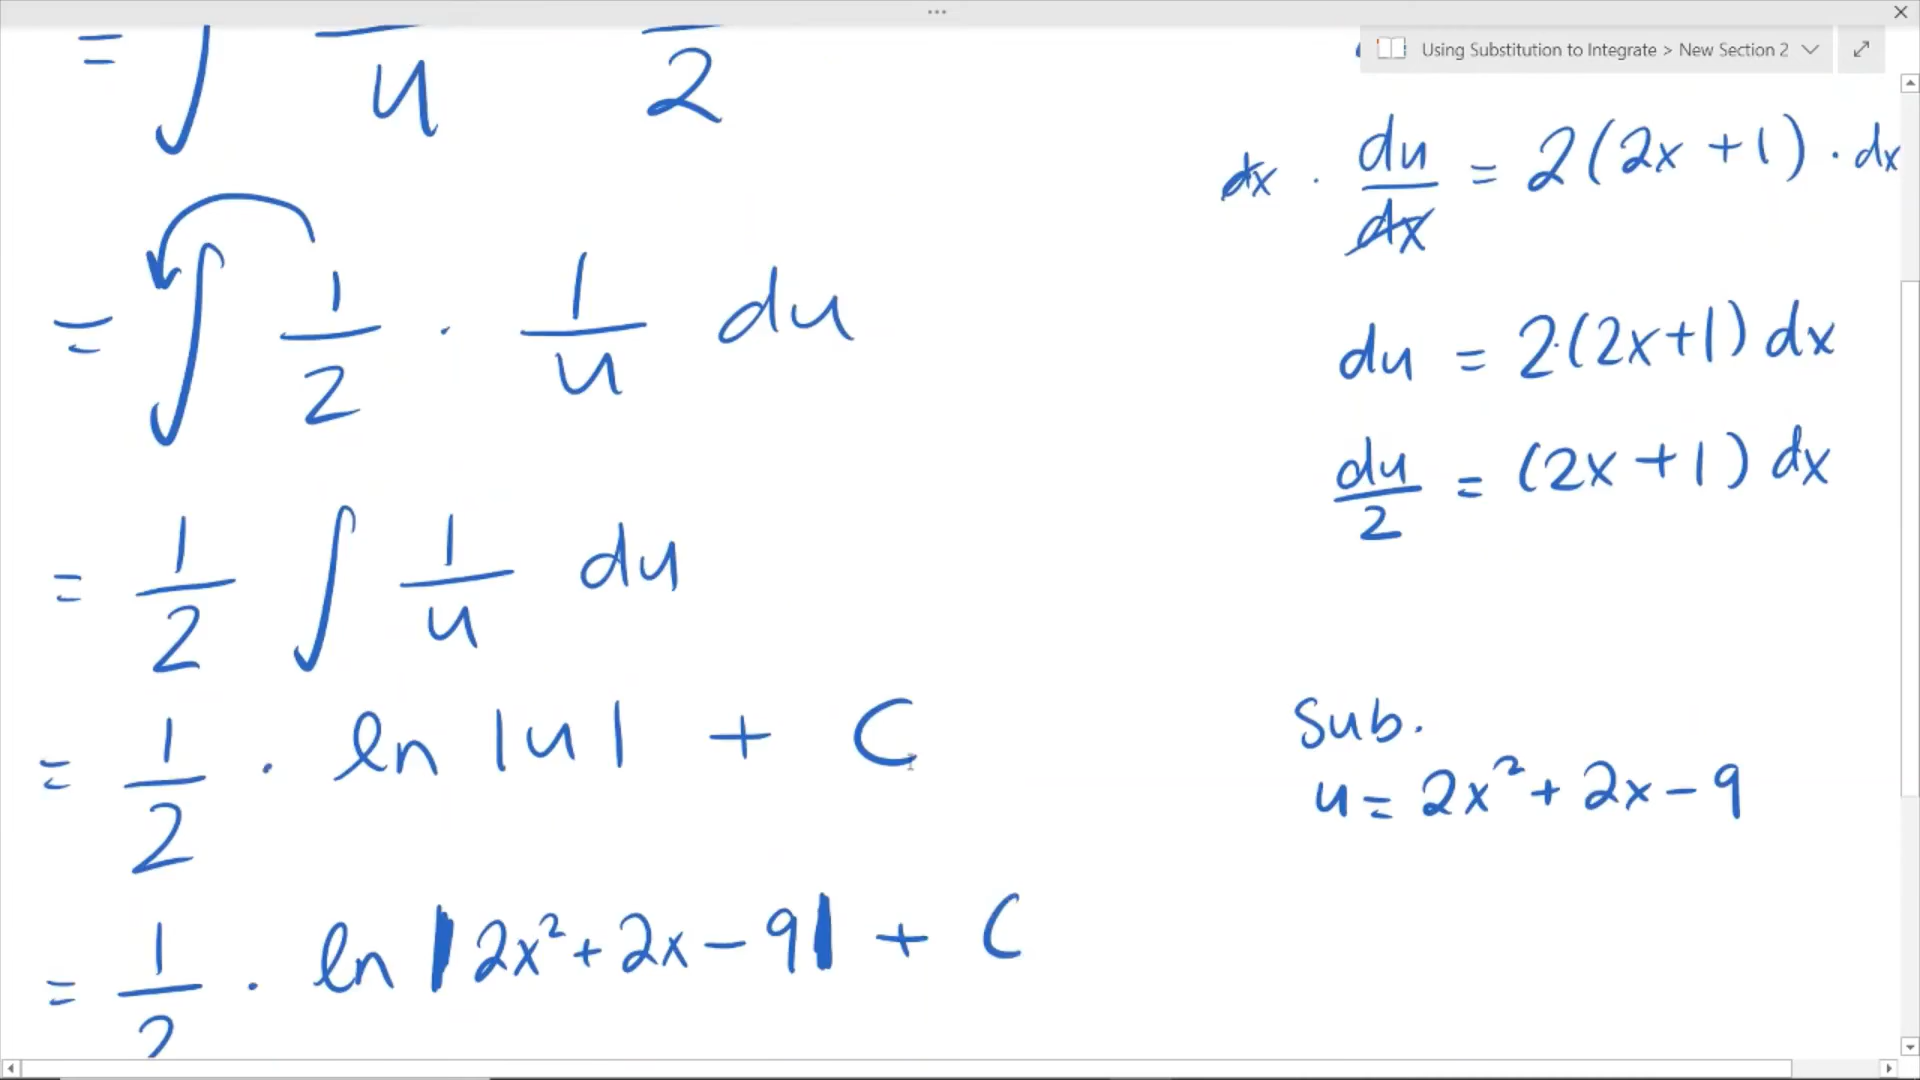 Using Substitution to Integrate > New Section 2
= ∫ — u — 2
dx · du/dx = 2(2x + 1) · dx
= ∫ 1/2 · 1/u du
du = 2·(2x+1) dx
du/2 = (2x + 1) dx
= 1/2 ∫ 1/u du
= 1/2 · ln |u| + C
Sub.
u = 2x² + 2x - 9
= 1/2 · ln |2x² + 2x - 9| + C